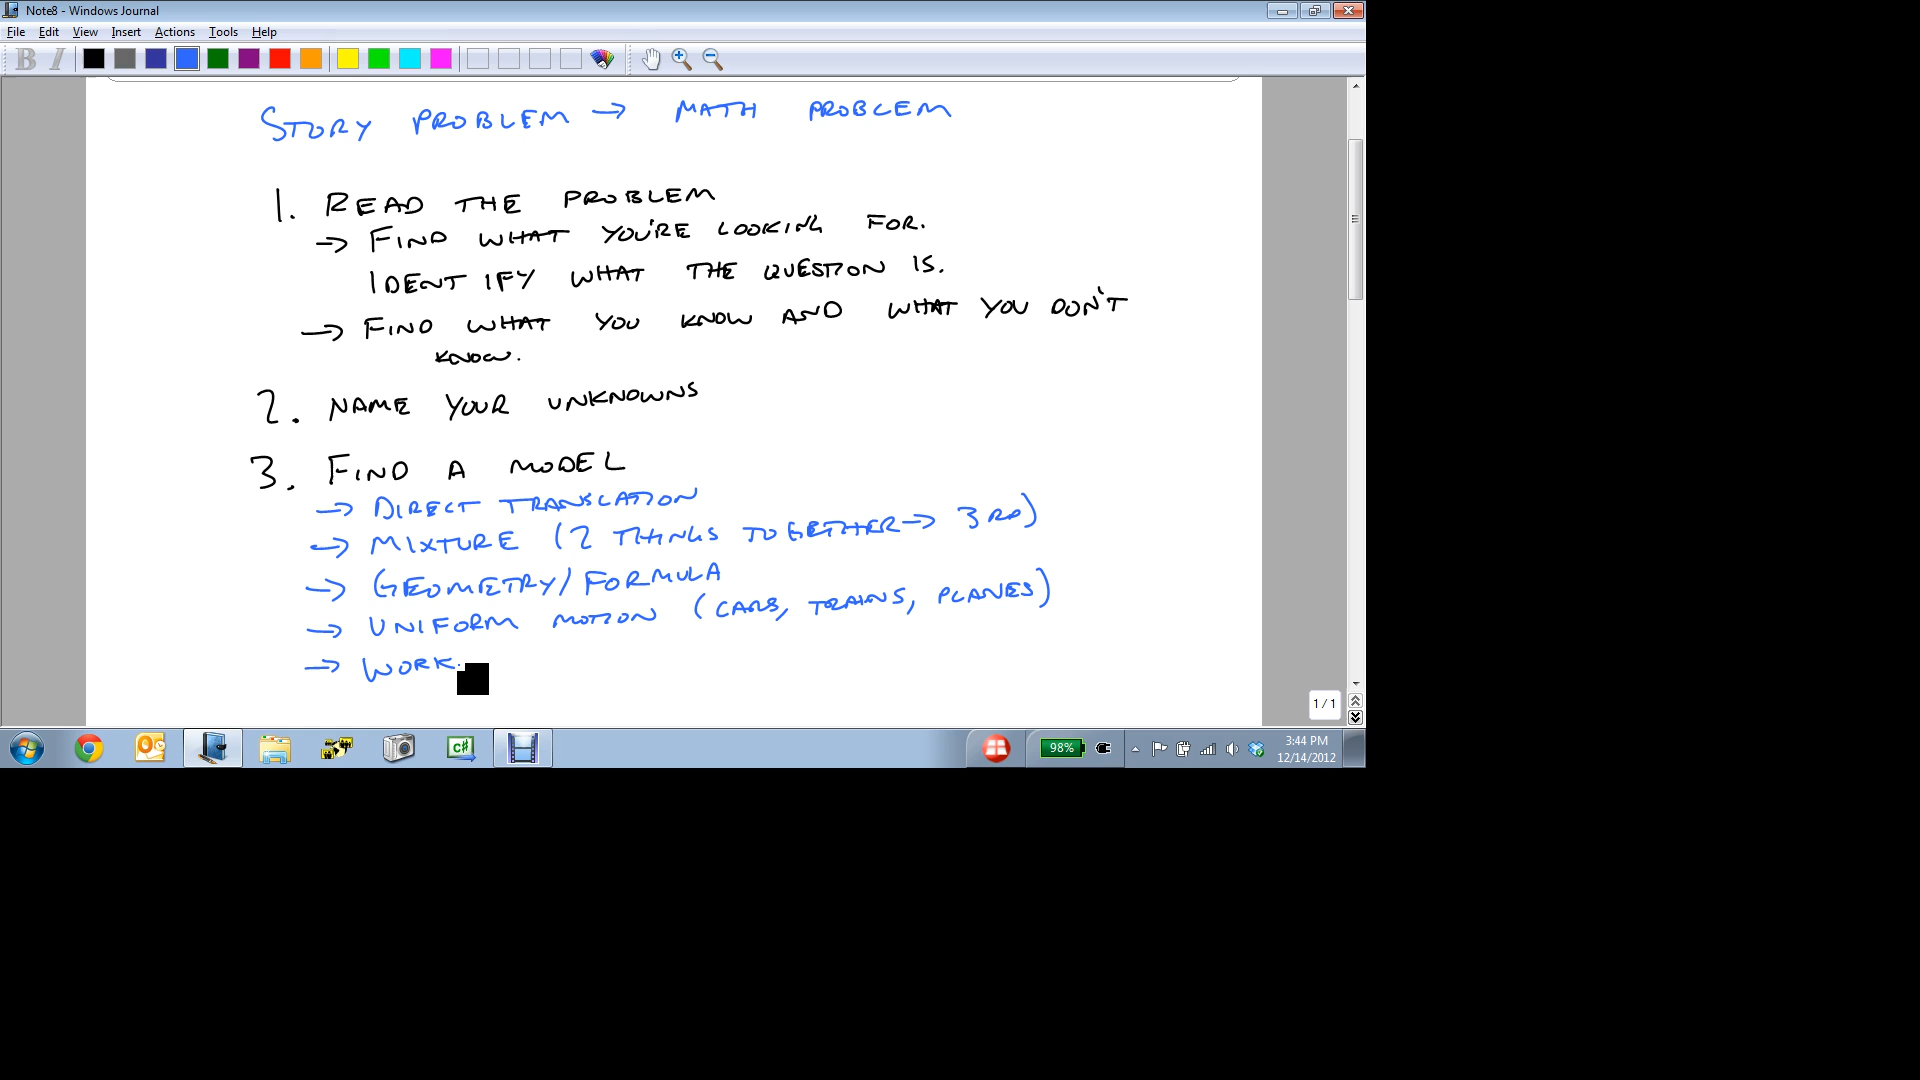 Note8 - Windows Journal
File Edit View Insert Actions Tools Help
B I
STORY PROBLEM → MATH PROBLEM
1. READ THE PROBLEM
→ FIND WHAT YOU'RE LOOKING FOR.
IDENTIFY WHAT THE QUESTION IS.
→ FIND WHAT YOU KNOW AND WHAT YOU DON'T
KNOW.
2. NAME YOUR UNKNOWNS
3. FIND A MODEL
→ DIRECT TRANSLATION
→ MIXTURE (2 THINGS TOGETHER → 3RD)
→ GEOMETRY/FORMULA
→ UNIFORM MOTION (CARS, TRAINS, PLANES)
→ WORK
1 / 1
C#
98%
3:44 PM
12/14/2012